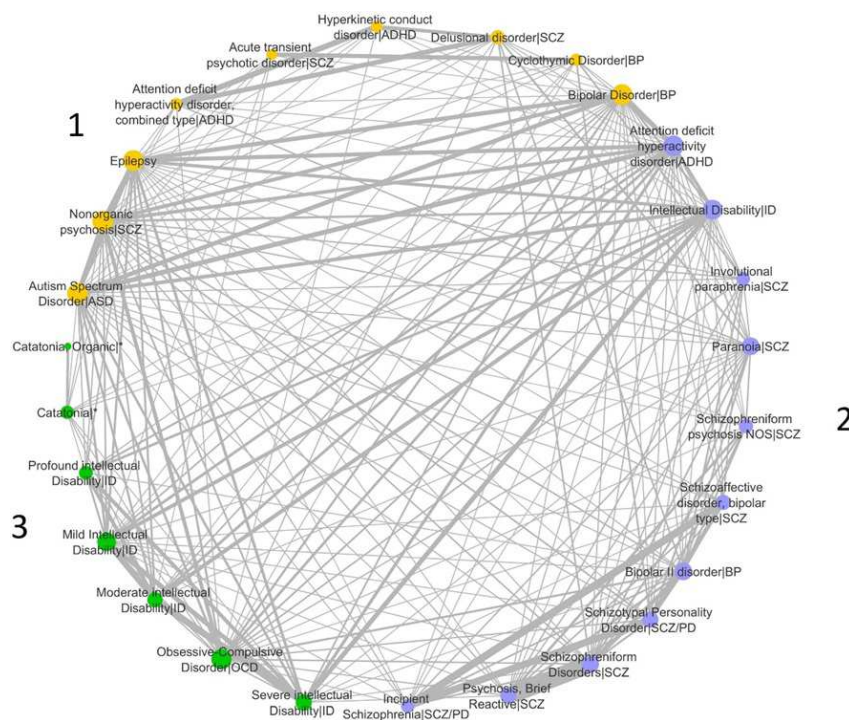 Hyperkinetic conduct
disorder|ADHD
Delusional disorder|SCZ
Acute transient
psychotic disorder|SCZ
Cyclothymic Disorder|BP
Attention deficit
hyperactivity disorder,
combined type|ADHD
Bipolar Disorder|BP
1
Attention deficit
hyperactivity
disorder|ADHD
Epilepsy
Intellectual Disability|ID
Nonorganic
psychosis|SCZ
Involutional
paraphrenia|SCZ
Autism Spectrum
Disorder|ASD
Catatonia-Organic|*
Paranoia|SCZ
Catatonia|*
Schizophreniform
psychosis NOS|SCZ
2
Profound intellectual
Disability|ID
Schizoaffective
disorder, bipolar
type|SCZ
3
Mild Intellectual
Disability|ID
Bipolar II disorder|BP
Moderate intellectual
Disability|ID
Schizotypal Personality
Disorder|SCZ/PD
Obsessive-Compulsive
Disorder|OCD
Schizophreniform
Disorders|SCZ
Severe intellectual
Disability|ID
Incipient
Schizophrenia|SCZ/PD
Psychosis, Brief
Reactive|SCZ